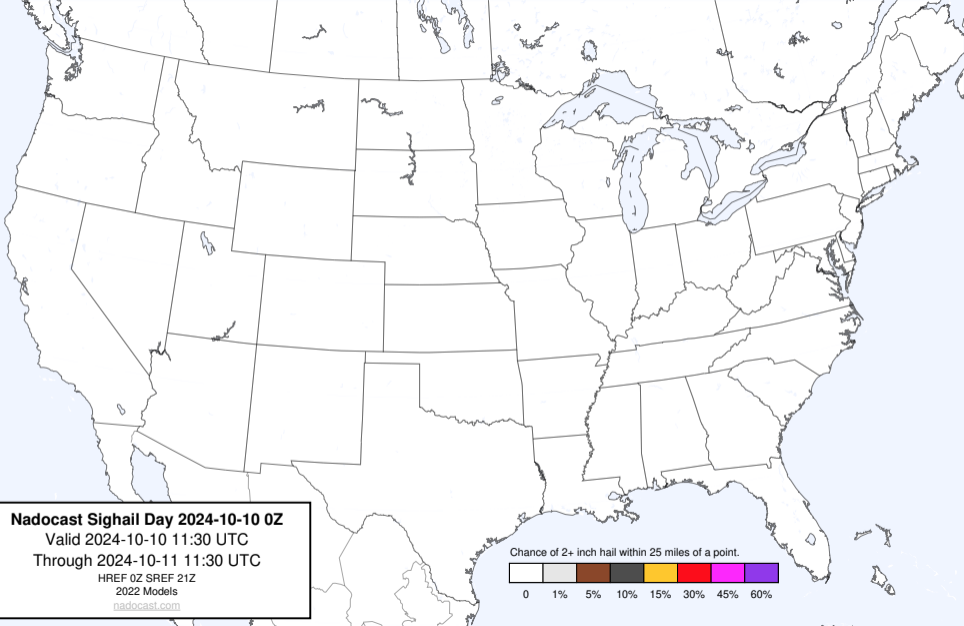 Nadocast Sighail Day 2024-10-10 0Z
Valid 2024-10-10 11:30 UTC
Through 2024-10-11 11:30 UTC
HREF 0Z SREF 21Z
2022 Models
nadocast.com
Chance of 2+ inch hail within 25 miles of a point.
0 1% 5% 10% 15% 30% 45% 60%